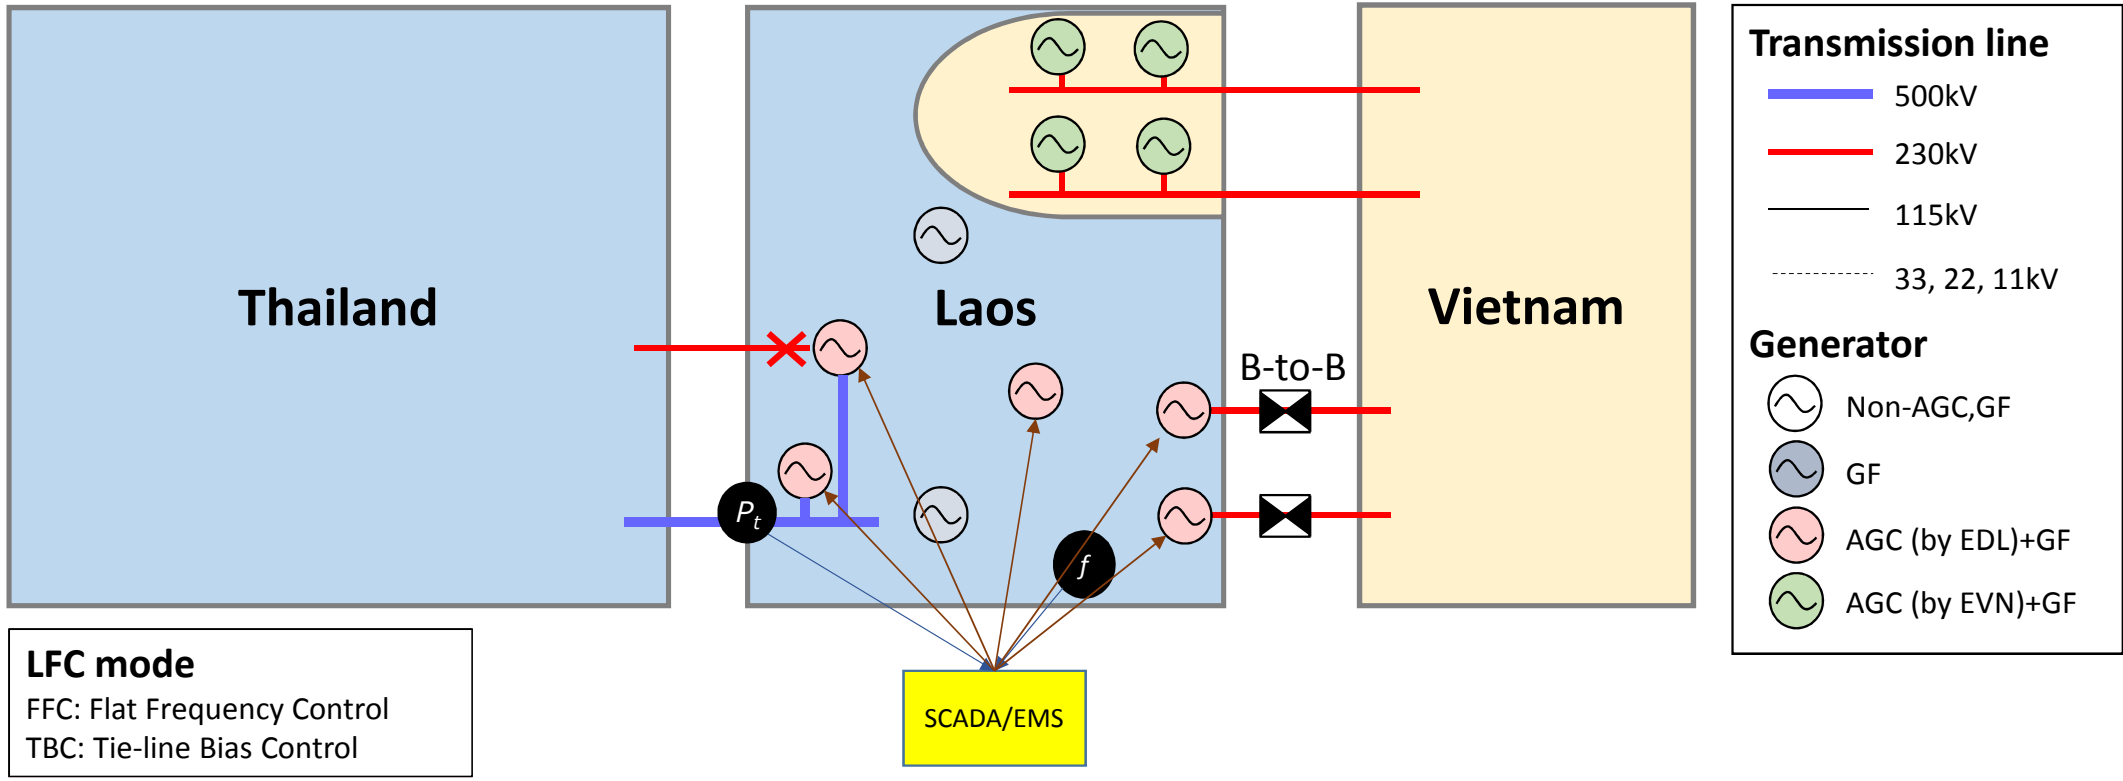 Thailand
Laos
Vietnam
B-to-B
Pt
f
SCADA/EMS
LFC mode
FFC: Flat Frequency Control
TBC: Tie-line Bias Control
Transmission line
500kV
230kV
115kV
33, 22, 11kV
Generator
Non-AGC,GF
GF
AGC (by EDL)+GF
AGC (by EVN)+GF